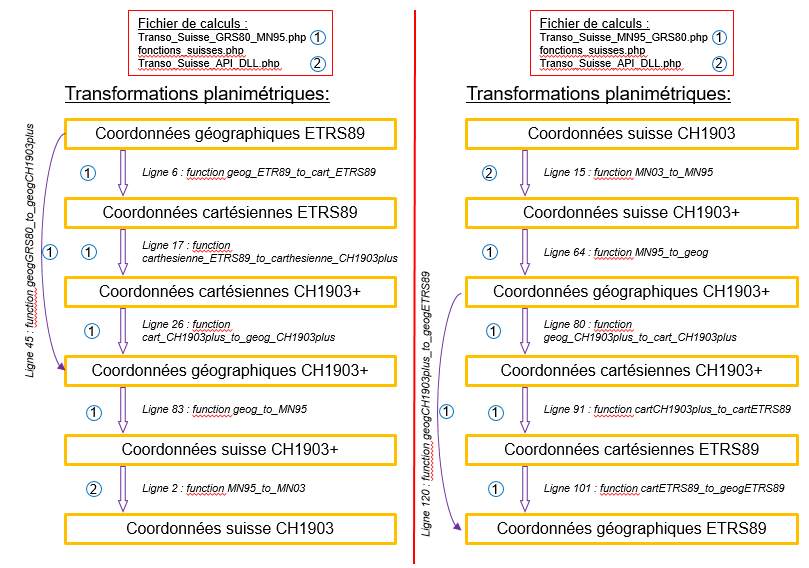 Fichier de calculs :
Transo_Suisse_GRS80_MN95.php 1
fonctions_suisses.php
Transo_Suisse_API_DLL.php 2
Transformations planimétriques:
Coordonnées géographiques ETRS89
1 Ligne 6 : function geog_ETR89_to_cart_ETRS89
Coordonnées cartésiennes ETRS89
1 Ligne 17 : function
carthesienne_ETRS89_to_carthesienne_CH1903plus
Coordonnées cartésiennes CH1903+
1 Ligne 26 : function
cart_CH1903plus_to_geog_CH1903plus
Coordonnées géographiques CH1903+
1 Ligne 83 : function geog_to_MN95
Coordonnées suisse CH1903+
2 Ligne 2 : function MN95_to_MN03
Coordonnées suisse CH1903
Ligne 45 : function geogGRS80_to_geogCH1903plus
1
Fichier de calculs :
Transo_Suisse_MN95_GRS80.php 1
fonctions_suisses.php
Transo_Suisse_API_DLL.php 2
Transformations planimétriques:
Coordonnées suisse CH1903
2 Ligne 15 : function MN03_to_MN95
Coordonnées suisse CH1903+
1 Ligne 64 : function MN95_to_geog
Coordonnées géographiques CH1903+
1 Ligne 80 : function
geog_CH1903plus_to_cart_CH1903plus
Coordonnées cartésiennes CH1903+
1 Ligne 91 : function cartCH1903plus_to_cartETRS89
Coordonnées cartésiennes ETRS89
1 Ligne 101 : function cartETRS89_to_geogETRS89
Coordonnées géographiques ETRS89
Ligne 120 : function geogCH1903plus_to_geogETRS89
1